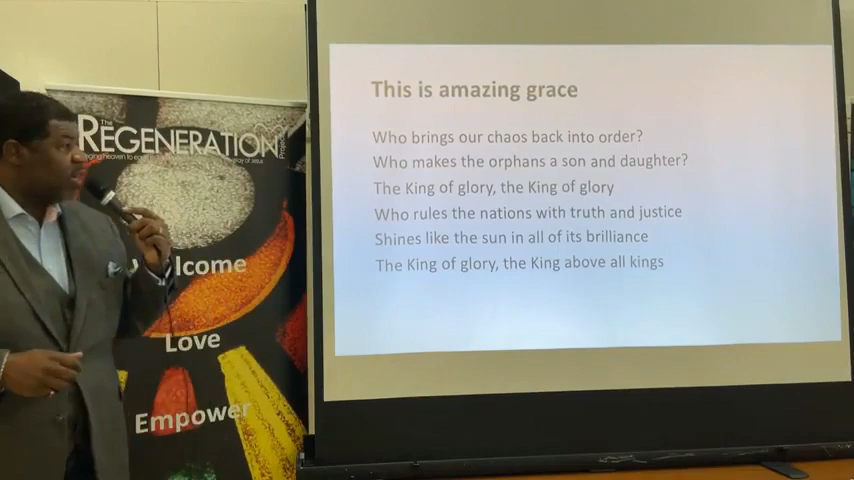 The
REGENERATION
Project
This is amazing grace
Who brings our chaos back into order?
Who makes the orphans a son and daughter?
The King of glory, the King of glory
Who rules the nations with truth and justice
Shines like the sun in all of its brilliance
The King of glory, the King above all kings
lcome
Love
Empower